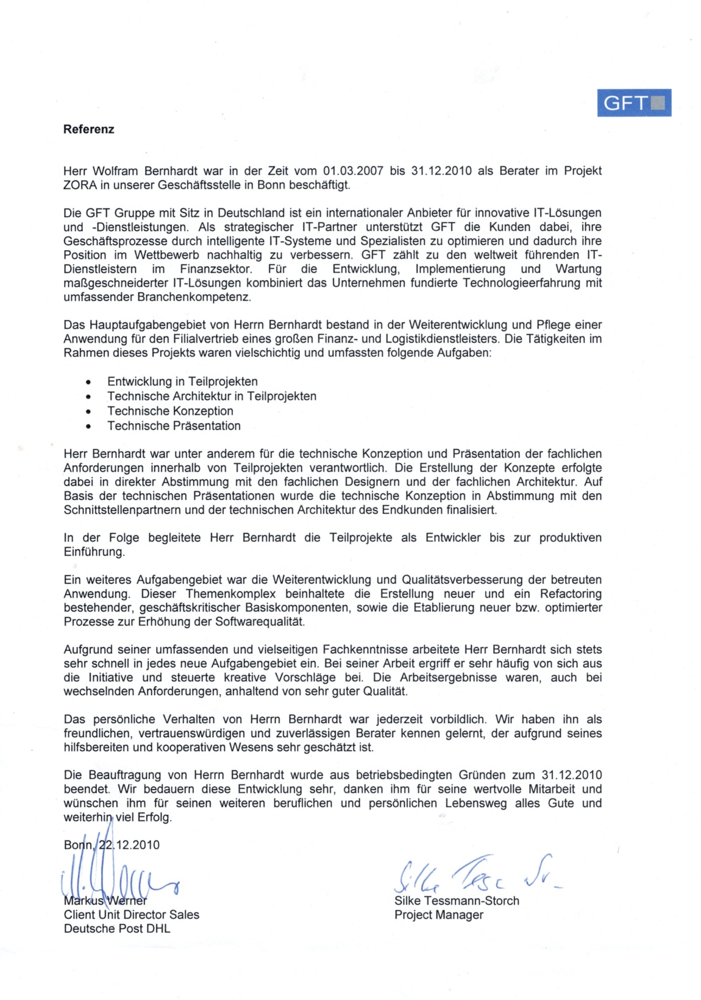 GFT
Referenz
Herr Wolfram Bernhardt war in der Zeit vom 01.03.2007 bis 31.12.2010 als Berater im Projekt
ZORA in unserer Geschäftsstelle in Bonn beschäftigt.
Die GFT Gruppe mit Sitz in Deutschland ist ein internationaler Anbieter für innovative IT-Lösungen
und -Dienstleistungen. Als strategischer IT-Partner unterstützt GFT die Kunden dabei, ihre
Geschäftsprozesse durch intelligente IT-Systeme und Spezialisten zu optimieren und dadurch ihre
Position im Wettbewerb nachhaltig zu verbessern. GFT zählt zu den weltweit führenden IT-
Dienstleistern im Finanzsektor. Für die Entwicklung, Implementierung und Wartung
maßgeschneiderter IT-Lösungen kombiniert das Unternehmen fundierte Technologieerfahrung mit
umfassender Branchenkompetenz.
Das Hauptaufgabengebiet von Herrn Bernhardt bestand in der Weiterentwicklung und Pflege einer
Anwendung für den Filialvertrieb eines großen Finanz- und Logistikdienstleisters. Die Tätigkeiten im
Rahmen dieses Projekts waren vielschichtig und umfassten folgende Aufgaben:
• Entwicklung in Teilprojekten
• Technische Architektur in Teilprojekten
• Technische Konzeption
• Technische Präsentation
Herr Bernhardt war unter anderem für die technische Konzeption und Präsentation der fachlichen
Anforderungen innerhalb von Teilprojekten verantwortlich. Die Erstellung der Konzepte erfolgte
dabei in direkter Abstimmung mit den fachlichen Designern und der fachlichen Architektur. Auf
Basis der technischen Präsentationen wurde die technische Konzeption in Abstimmung mit den
Schnittstellenpartnern und der technischen Architektur des Endkunden finalisiert.
In der Folge begleitete Herr Bernhardt die Teilprojekte als Entwickler bis zur produktiven
Einführung.
Ein weiteres Aufgabengebiet war die Weiterentwicklung und Qualitätsverbesserung der betreuten
Anwendung. Dieser Themenkomplex beinhaltete die Erstellung neuer und ein Refactoring
bestehender, geschäftskritischer Basiskomponenten, sowie die Etablierung neuer bzw. optimierter
Prozesse zur Erhöhung der Softwarequalität.
Aufgrund seiner umfassenden und vielseitigen Fachkenntnisse arbeitete Herr Bernhardt sich stets
sehr schnell in jedes neue Aufgabengebiet ein. Bei seiner Arbeit ergriff er sehr häufig von sich aus
die Initiative und steuerte kreative Vorschläge bei. Die Arbeitsergebnisse waren, auch bei
wechselnden Anforderungen, anhaltend von sehr guter Qualität.
Das persönliche Verhalten von Herrn Bernhardt war jederzeit vorbildlich. Wir haben ihn als
freundlichen, vertrauenswürdigen und zuverlässigen Berater kennen gelernt, der aufgrund seines
hilfsbereiten und kooperativen Wesens sehr geschätzt ist.
Die Beauftragung von Herrn Bernhardt wurde aus betriebsbedingten Gründen zum 31.12.2010
beendet. Wir bedauern diese Entwicklung sehr, danken ihm für seine wertvolle Mitarbeit und
wünschen ihm für seinen weiteren beruflichen und persönlichen Lebensweg alles Gute und
weiterhin viel Erfolg.
Bonn, 22.12.2010
Markus Werner
Client Unit Director Sales
Deutsche Post DHL
Silke
Silke Tessmann-Storch
Project Manager